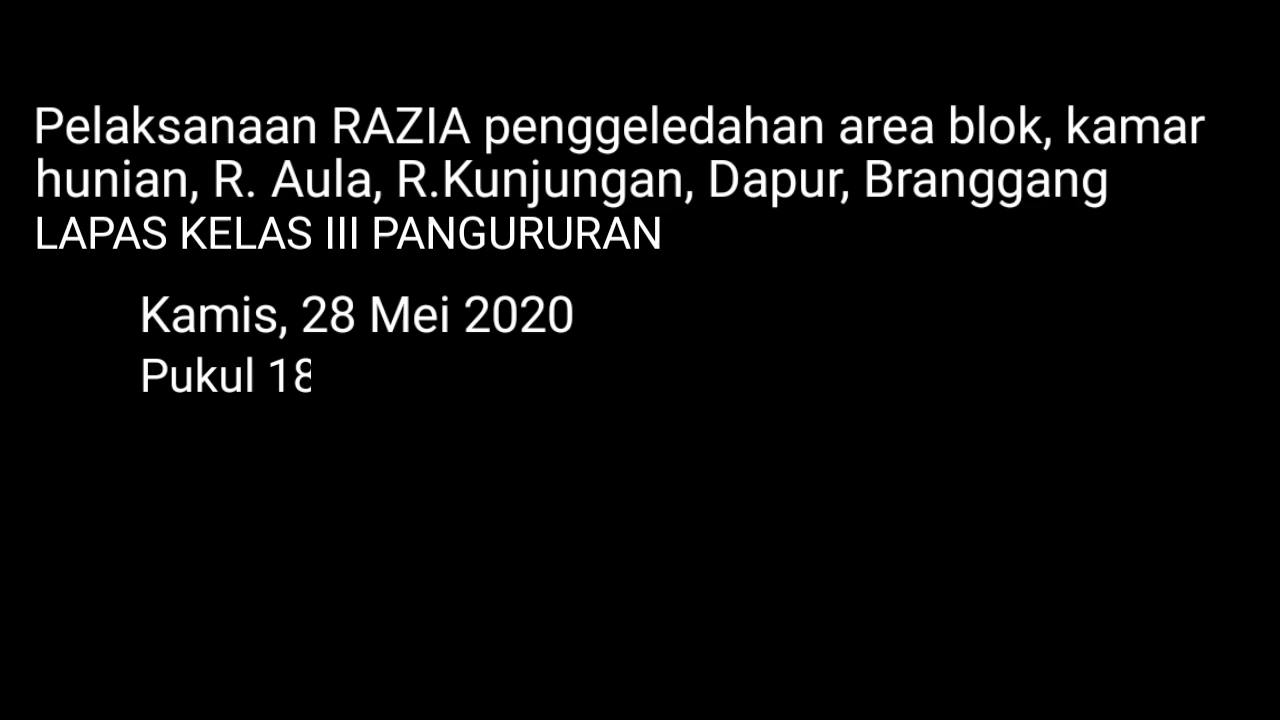 Pelaksanaan RAZIA penggeledahan area blok, kamar
hunian, R. Aula, R.Kunjungan, Dapur, Branggang
LAPAS KELAS III PANGURURAN
Kamis, 28 Mei 2020
Pukul 18